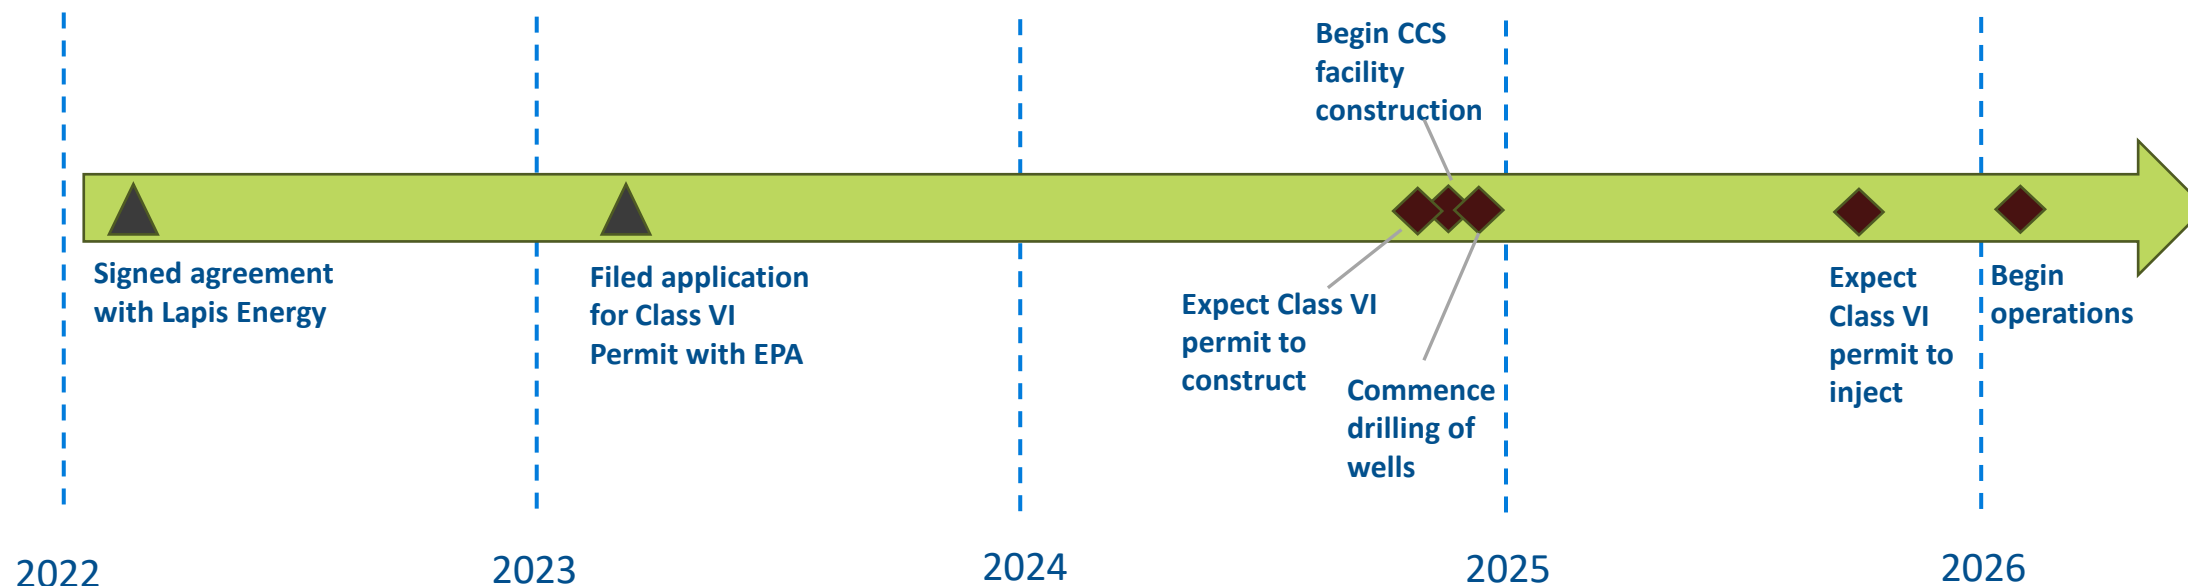 Begin CCS
facility
construction
Signed agreement
with Lapis Energy
Filed application
for Class VI
Permit with EPA
Expect Class VI
permit to
construct
Commence
drilling of
wells
Expect
Class VI
permit to
inject
Begin
operations
2022
2023
2024
2025
2026